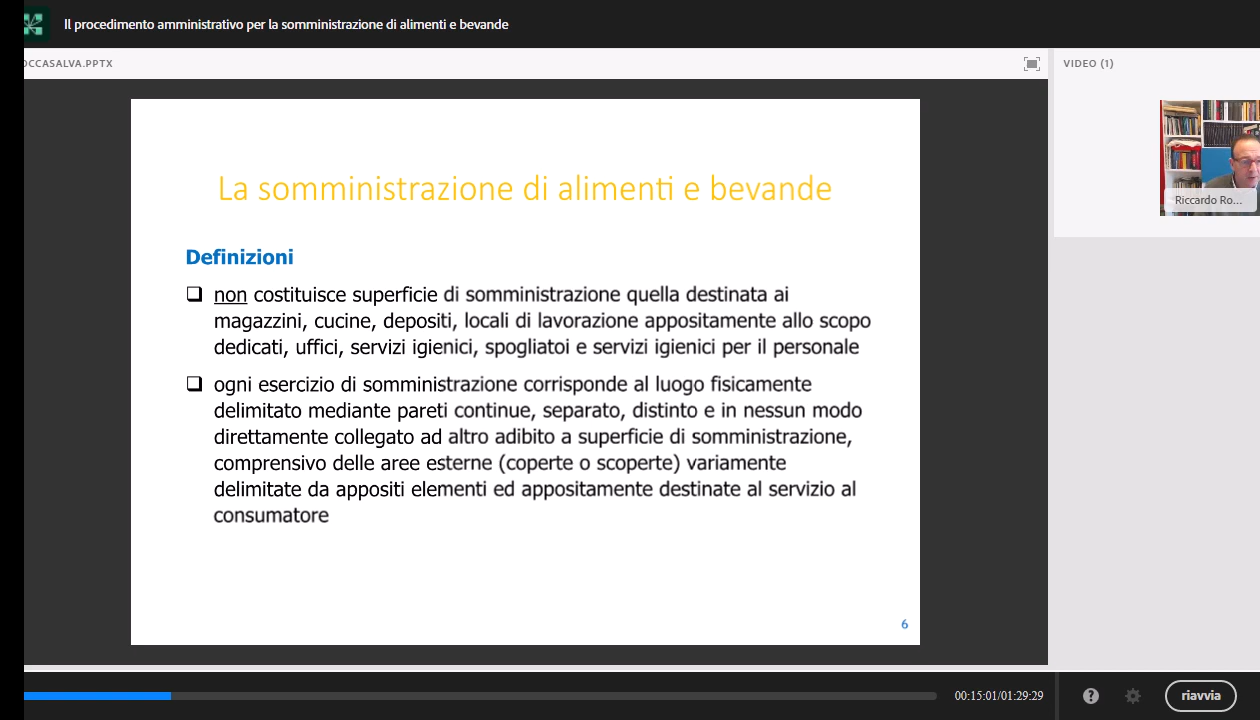 Il procedimento amministrativo per la somministrazione di alimenti e bevande
OCCASALVA.PPTX
VIDEO (1)
La somministrazione di alimenti e bevande
Definizioni
non costituisce superficie di somministrazione quella destinata ai
magazzini, cucine, depositi, locali di lavorazione appositamente allo scopo
dedicati, uffici, servizi igienici, spogliatoi e servizi igienici per il personale
ogni esercizio di somministrazione corrisponde al luogo fisicamente
delimitato mediante pareti continue, separato, distinto e in nessun modo
direttamente collegato ad altro adibito a superficie di somministrazione,
comprensivo delle aree esterne (coperte o scoperte) variamente
delimitate da appositi elementi ed appositamente destinate al servizio al
consumatore
6
Riccardo Ro...
00:15:01/01:29:29
?
riavvia